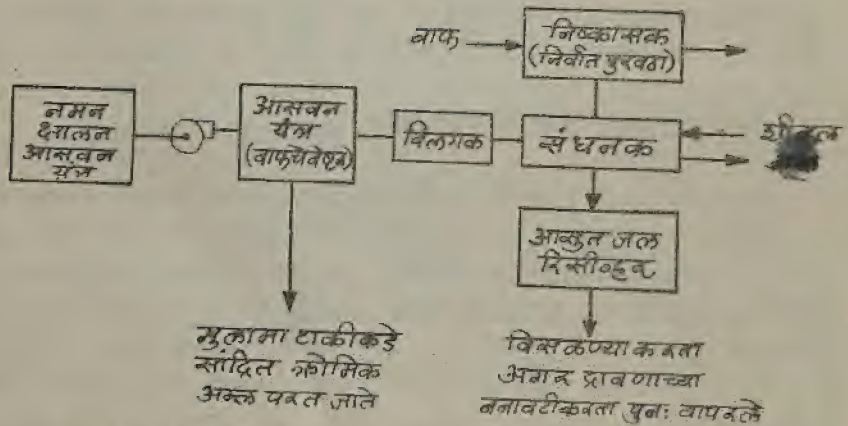 वाफ
निष्कासक
(निर्वात पुरवठा)
नमन
क्षालन
आसवन
यंत्र
आसवन
यंत्र
(वाफचेवेष्टन)
विलगक
संघनक
शीतल
आसुत जल
रिसीव्हर
मुलामा टाकीकडे
सांद्रित क्रोमिक
अम्ल परत जाते
विसळण्याकरता
अगर द्रावणाच्या
बनावटीकरता पुनः वापरले